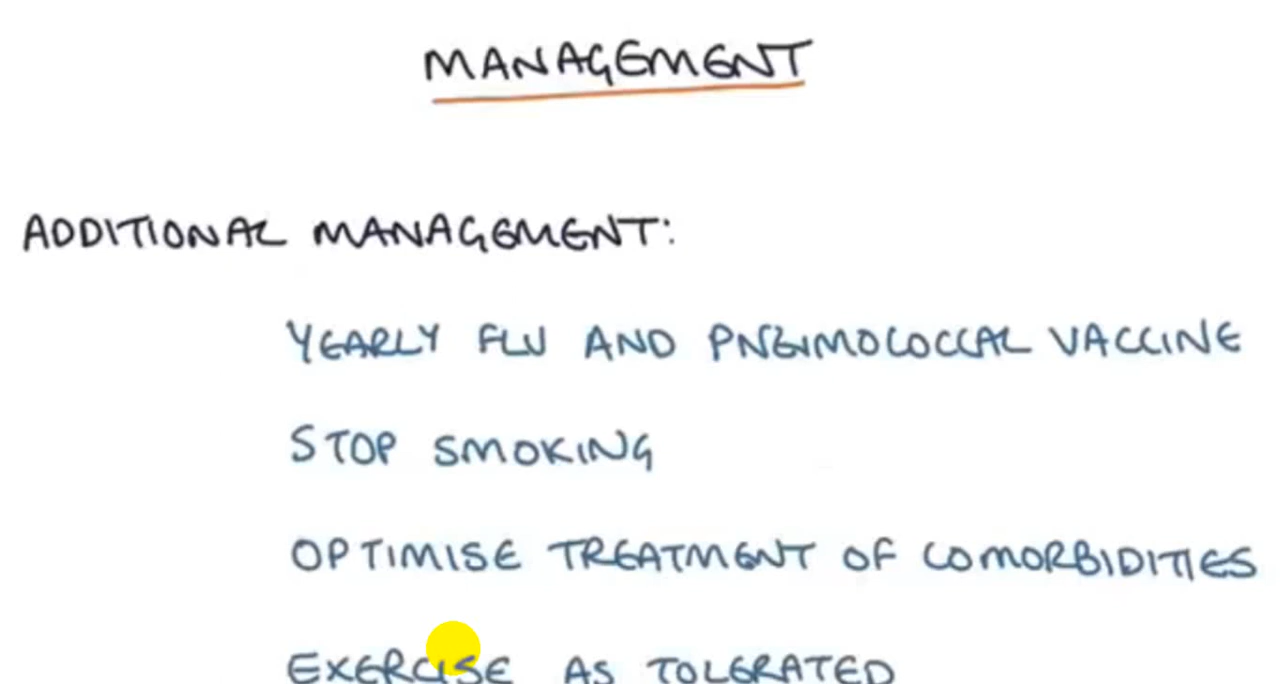 MANAGEMENT
ADDITIONAL MANAGEMENT:
YEARLY FLU AND PNEUMOCOCCAL VACCINE
STOP SMOKING
OPTIMISE TREATMENT OF COMORBIDITIES
EXERCISE AS TOLERATED